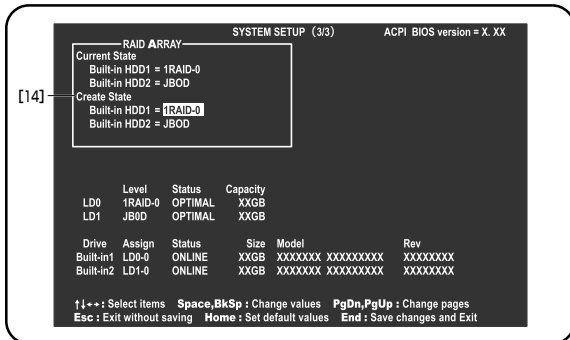 SYSTEM SETUP (3/3) ACPI BIOS version = X. XX
RAID ARRAY
Current State
Built-in HDD1 = 1RAID-0
Built-in HDD2 = JBOD
[14]
Create State
Built-in HDD1 = 1RAID-0
Built-in HDD2 = JBOD
Level Status Capacity
LD0 1RAID-0 OPTIMAL XXGB
LD1 JB0D OPTIMAL XXGB
Drive Assign Status Size Model Rev
Built-in1 LD0-0 ONLINE XXGB XXXXXXX XXXXXXXXX XXXXXXXX
Built-in2 LD1-0 ONLINE XXGB XXXXXXX XXXXXXXXX XXXXXXXX
↑↓←→ : Select items Space,BkSp : Change values PgDn,PgUp : Change pages
Esc : Exit without saving Home : Set default values End : Save changes and Exit